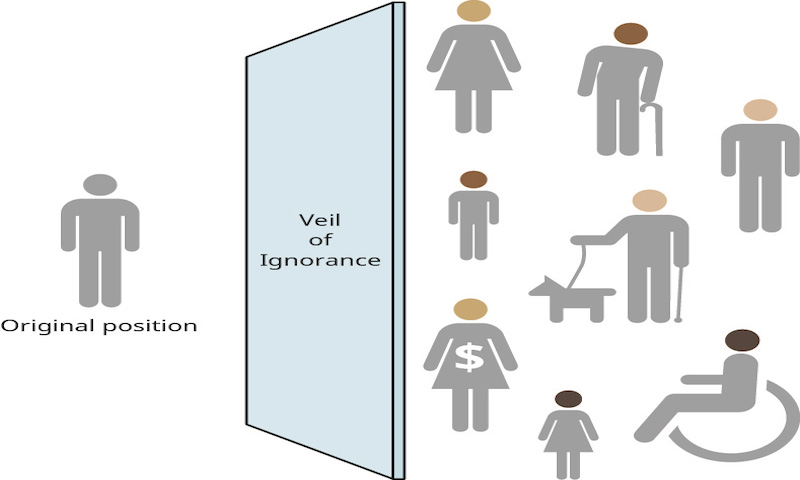 Veil
of
Ignorance
Original position
$